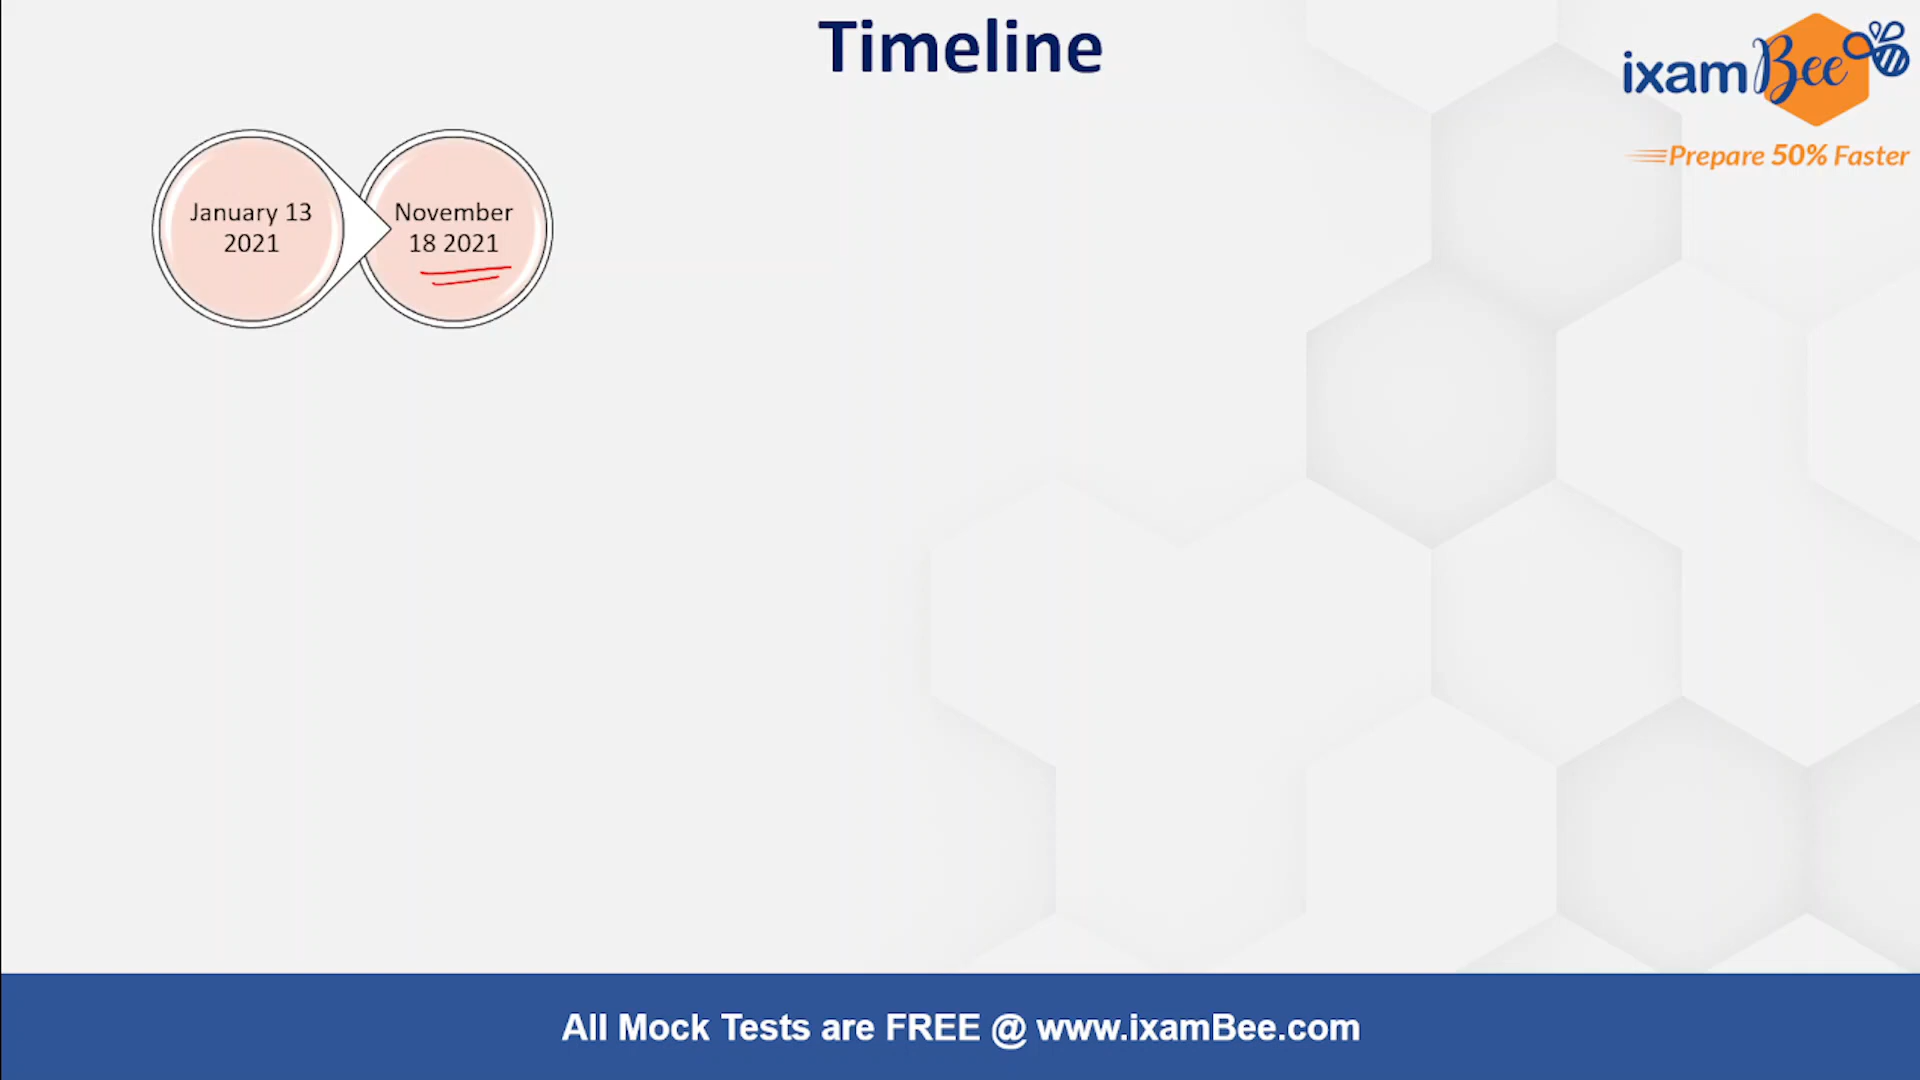 Timeline
ixamBee
Prepare 50% Faster
January 13
2021
November
18 2021
All Mock Tests are FREE @ www.ixamBee.com